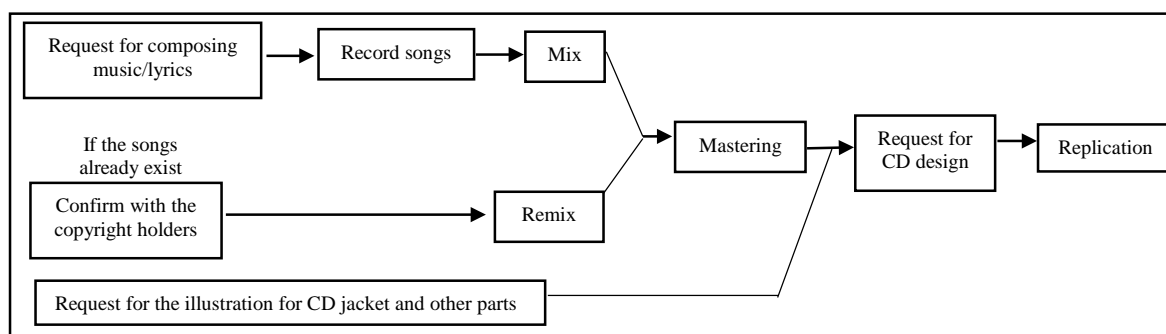 Request for composing
music/lyrics
Record songs
Mix
If the songs
already exist
Confirm with the
copyright holders
Remix
Mastering
Request for
CD design
Replication
Request for the illustration for CD jacket and other parts